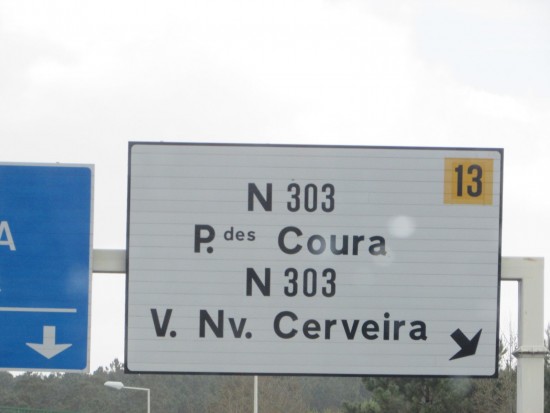 A
13
N 303
P. des Coura
N 303
V. Nv. Cerveira